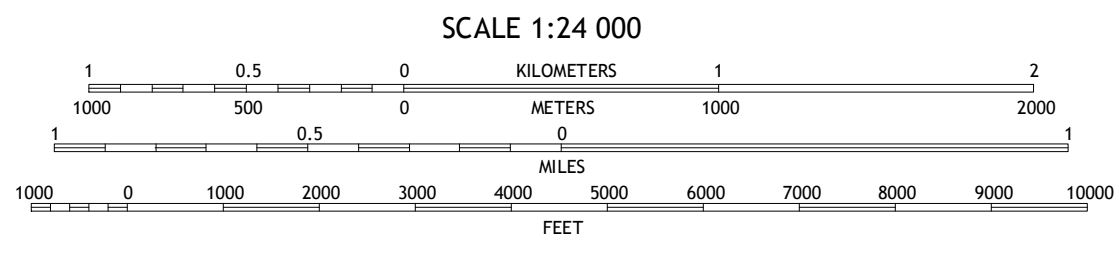 SCALE 1:24 000
1 0.5 0 KILOMETERS 1 2
1000 500 0 METERS 1000 2000
1 0.5 0 1
MILES
1000 0 1000 2000 3000 4000 5000 6000 7000 8000 9000 10000
FEET